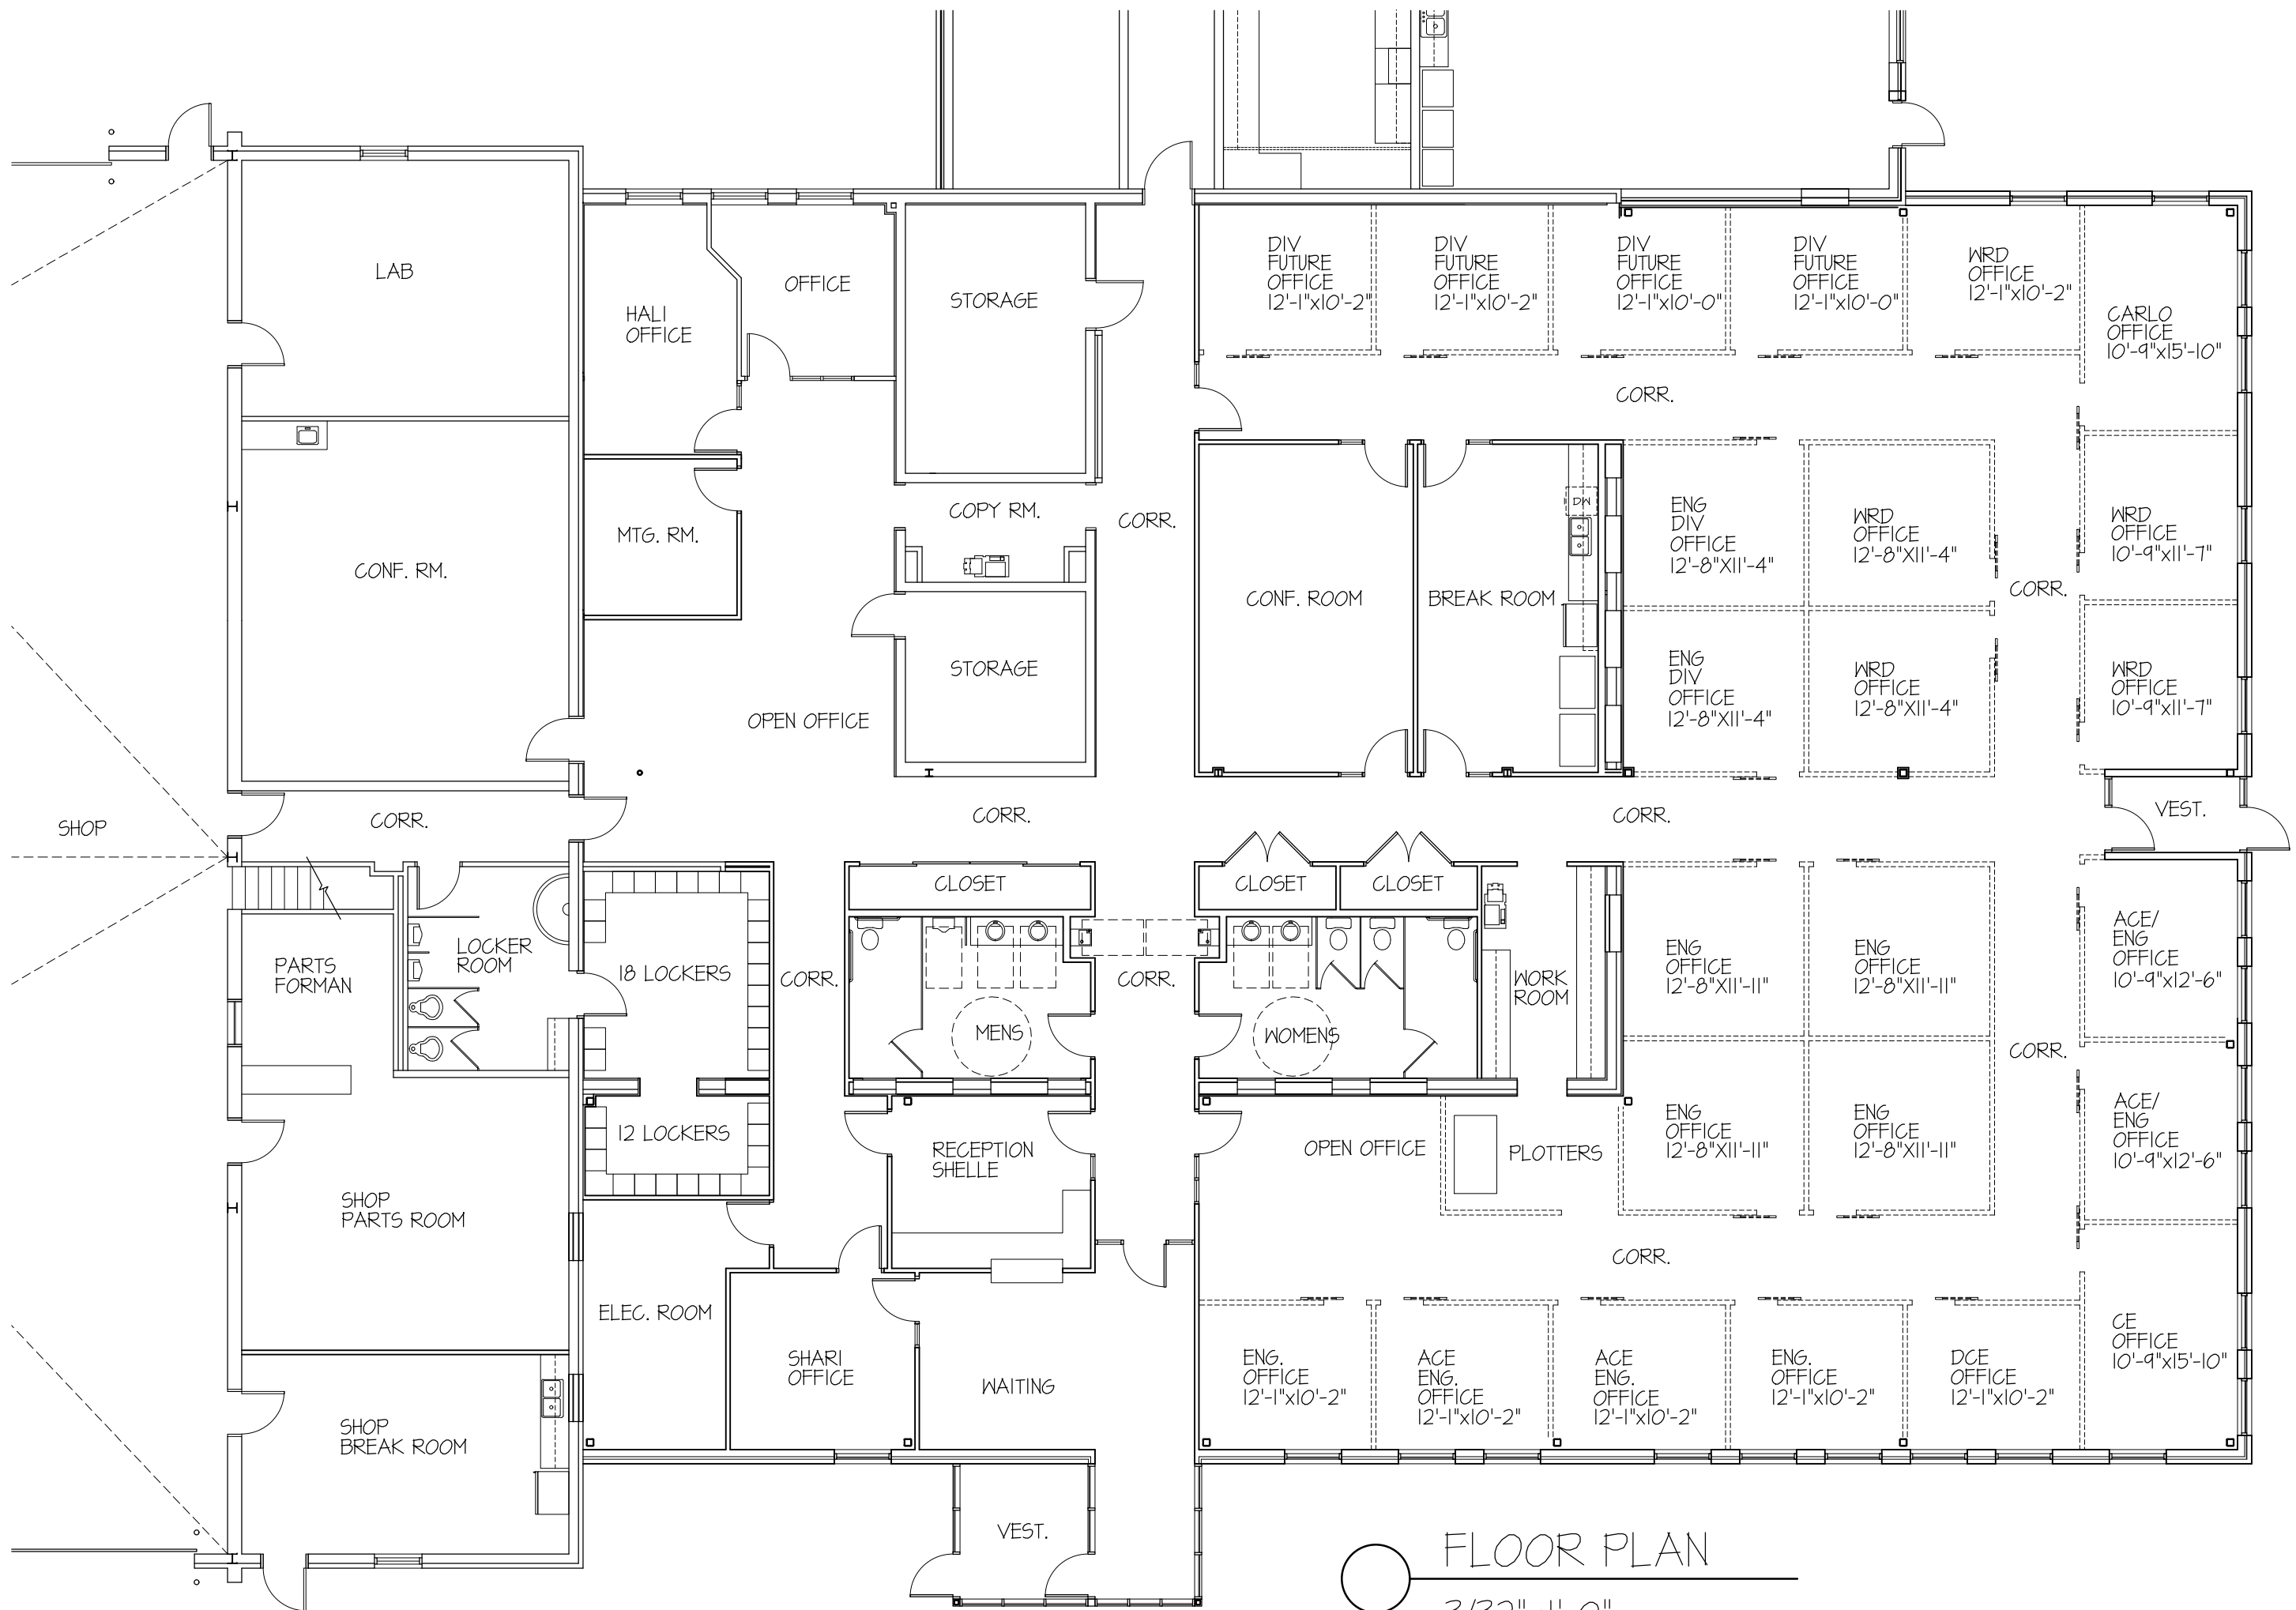 LAB
HALI
OFFICE
OFFICE
STORAGE
DIV
FUTURE
OFFICE
12'-1"x10'-2"
DIV
FUTURE
OFFICE
12'-1"x10'-2"
DIV
FUTURE
OFFICE
12'-1"x10'-0"
DIV
FUTURE
OFFICE
12'-1"x10'-0"
WRD
OFFICE
12'-1"x10'-2"
CARLO
OFFICE
10'-9"x15'-10"
CORR.
CONF. RM.
MTG. RM.
COPY RM.
CORR.
CONF. ROOM
BREAK ROOM
DW
ENG
DIV
OFFICE
12'-8"X11'-4"
WRD
OFFICE
12'-8"X11'-4"
CORR.
WRD
OFFICE
10'-9"x11'-7"
OPEN OFFICE
STORAGE
ENG
DIV
OFFICE
12'-8"X11'-4"
WRD
OFFICE
12'-8"X11'-4"
WRD
OFFICE
10'-9"x11'-7"
SHOP
CORR.
CORR.
CORR.
VEST.
CLOSET
CLOSET
CLOSET
PARTS
FORMAN
LOCKER
ROOM
18 LOCKERS
CORR.
MENS
CORR.
WOMENS
WORK
ROOM
ENG
OFFICE
12'-8"X11'-11"
ENG
OFFICE
12'-8"X11'-11"
CORR.
ACE/
ENG
OFFICE
10'-9"x12'-6"
12 LOCKERS
RECEPTION
SHELLE
OPEN OFFICE
PLOTTERS
ENG
OFFICE
12'-8"X11'-11"
ENG
OFFICE
12'-8"X11'-11"
ACE/
ENG
OFFICE
10'-9"x12'-6"
SHOP
PARTS ROOM
CORR.
ELEC. ROOM
SHARI
OFFICE
WAITING
ENG.
OFFICE
12'-1"x10'-2"
ACE
ENG.
OFFICE
12'-1"x10'-2"
ACE
ENG.
OFFICE
12'-1"x10'-2"
ENG.
OFFICE
12'-1"x10'-2"
DCE
OFFICE
12'-1"x10'-2"
CE
OFFICE
10'-9"x15'-10"
SHOP
BREAK ROOM
VEST.
FLOOR PLAN